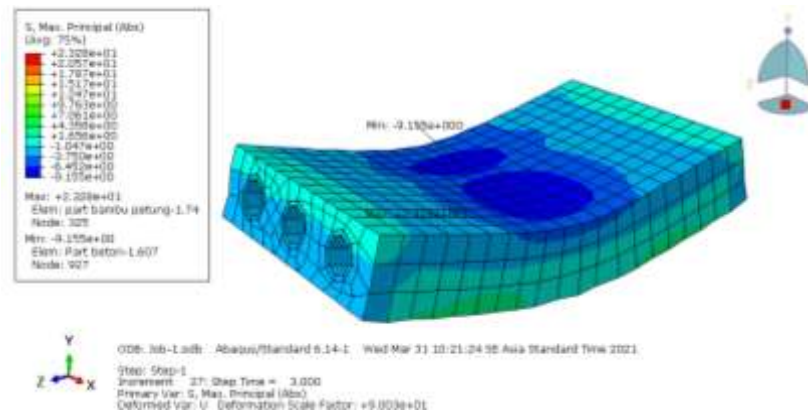 S, Max. Principal (Abs)
(Avg: 75%)
+2.328e+01
+2.057e+01
+1.787e+01
+1.517e+01
+1.247e+01
+9.763e+00
+7.061e+00
+4.358e+00
+1.656e+00
-1.047e+00
-3.750e+00
-6.452e+00
-9.155e+00
Max: +2.328e+01
Elem: part bambu petung-1.74
Node: 325
Min: -9.155e+00
Elem: Part beton-1.607
Node: 927
Min: -9.155e+000
Y
Z
X
ODB: Job-1.odb Abaqus/Standard 6.14-1 Wed Mar 31 10:21:24 SE Asia Standard Time 2021
Step: Step-1
Increment 27: Step Time = 3.000
Primary Var: S, Max. Principal (Abs)
Deformed Var: U Deformation Scale Factor: +9.003e+01